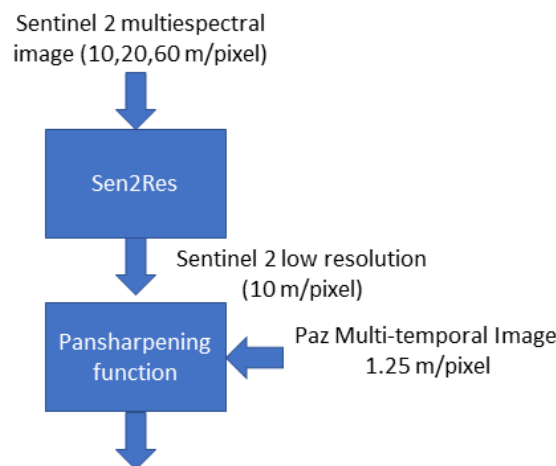 Sentinel 2 multiespectral
image (10,20,60 m/pixel)
Sen2Res
Sentinel 2 low resolution
(10 m/pixel)
Pansharpening
function
Paz Multi-temporal Image
1.25 m/pixel